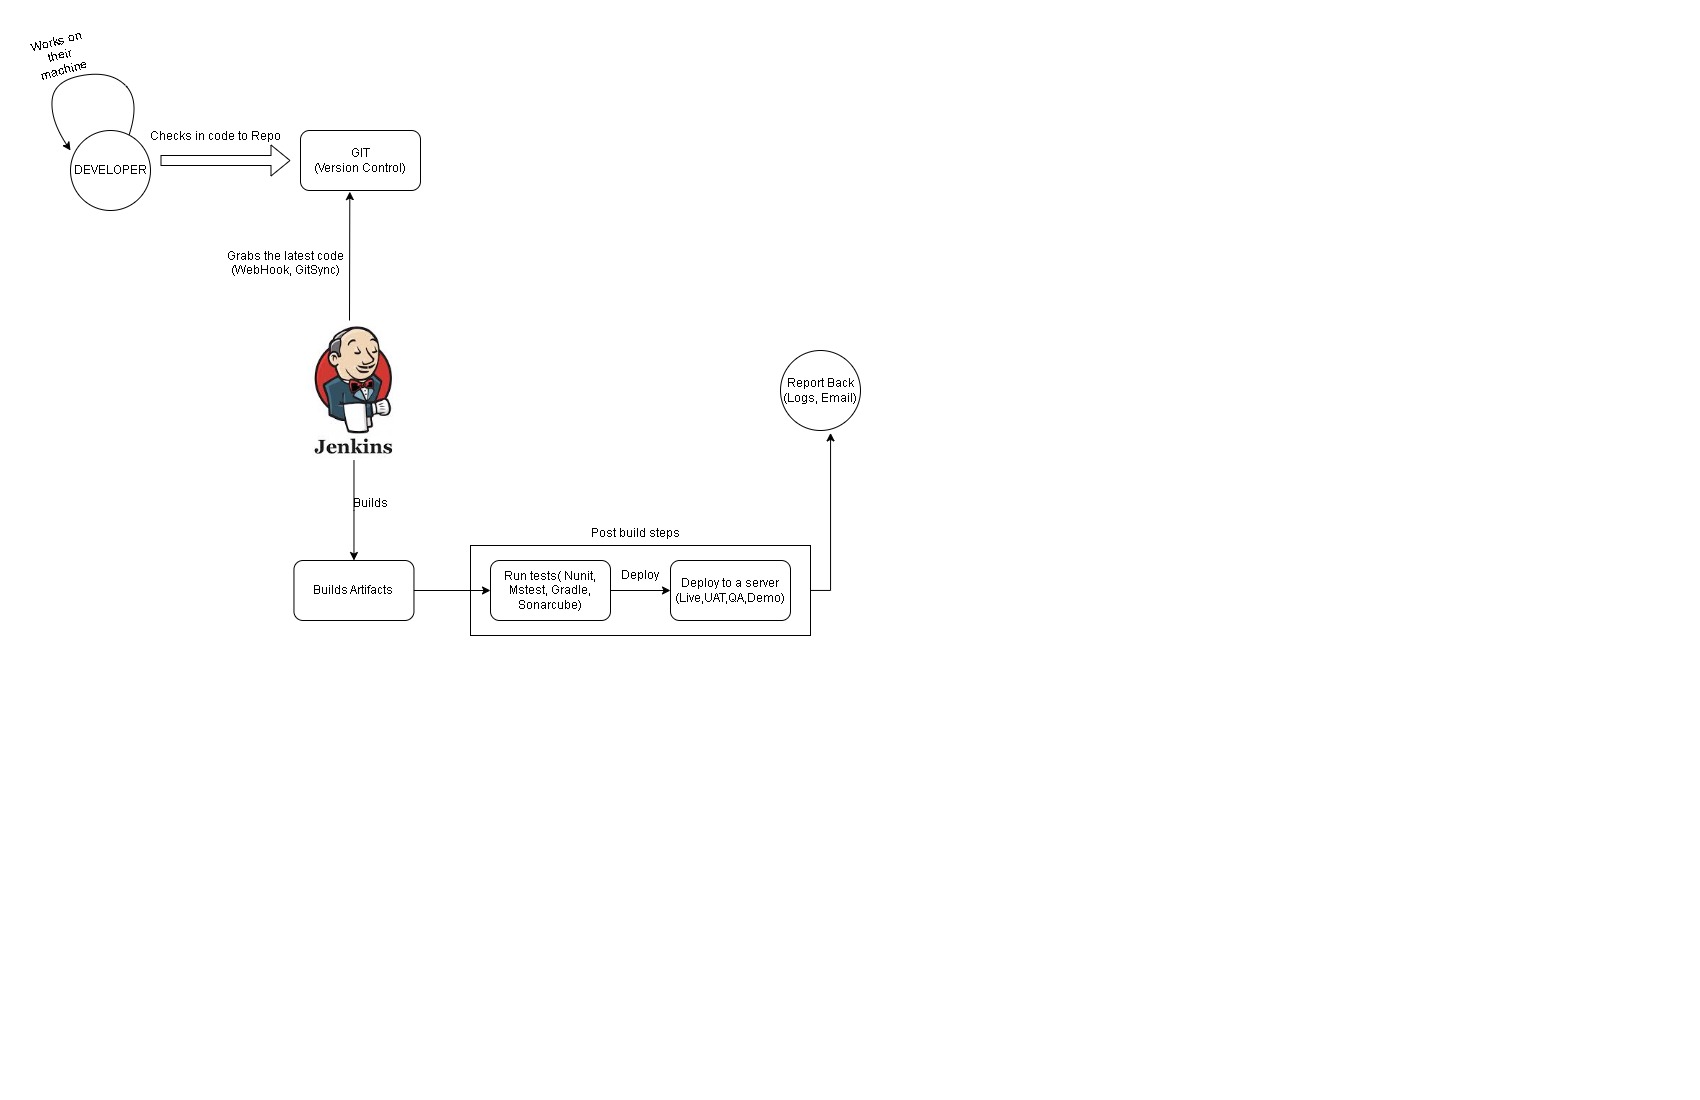 Works on
their
machine
DEVELOPER
Checks in code to Repo
GIT
(Version Control)
Grabs the latest code
(WebHook, GitSync)
Jenkins
Builds
Builds Artifacts
Post build steps
Run tests( Nunit,
Mstest, Gradle,
Sonarcube)
Deploy
Deploy to a server
(Live,UAT,QA,Demo)
Report Back
(Logs, Email)